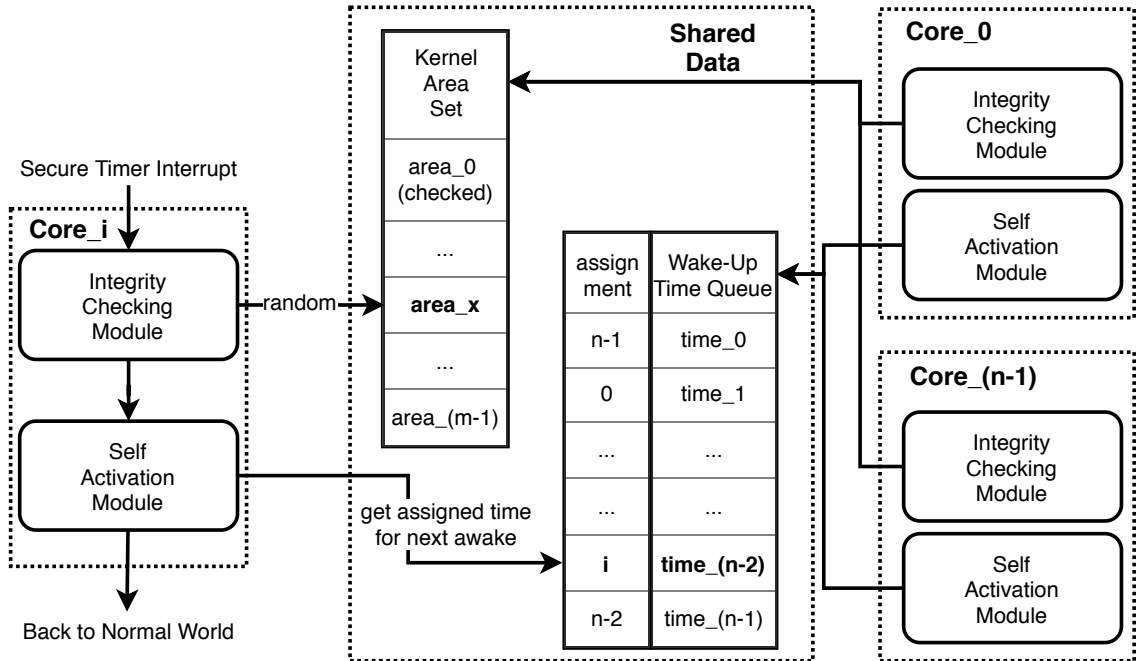 Secure Timer Interrupt
Core_i
Integrity
Checking
Module
random
Self
Activation
Module
get assigned time
for next awake
Back to Normal World
Shared
Data
Kernel
Area
Set
area_0
(checked)
...
area_x
...
area_(m-1)
assign
ment
Wake-Up
Time Queue
n-1 time_0
0 time_1
... ...
... ...
i time_(n-2)
n-2 time_(n-1)
Core_0
Integrity
Checking
Module
Self
Activation
Module
Core_(n-1)
Integrity
Checking
Module
Self
Activation
Module